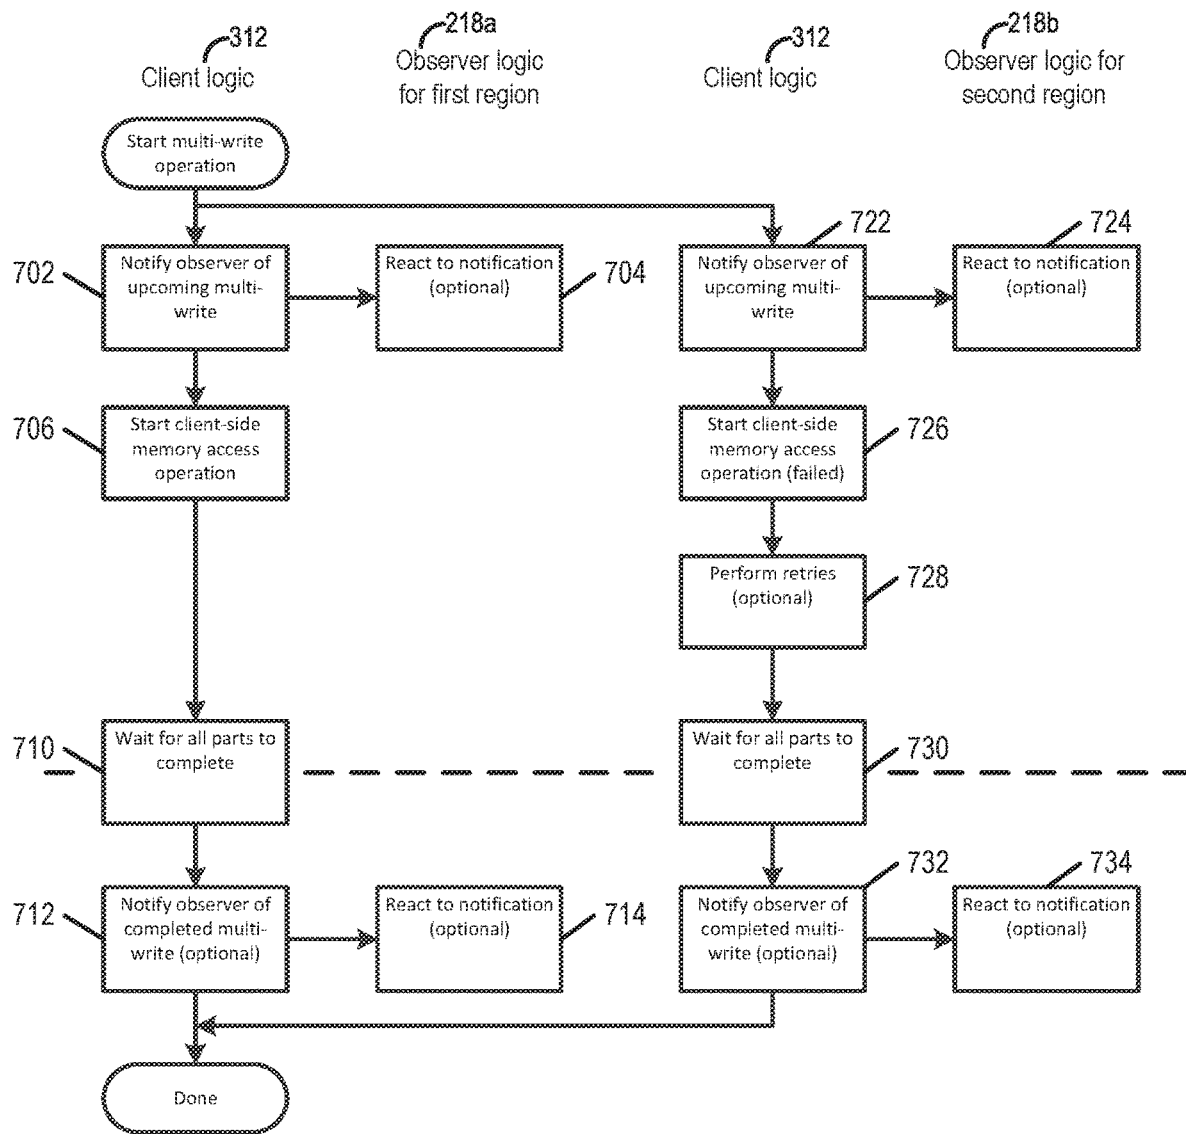 312
218a
312
218b
Client logic
Observer logic
for first region
Client logic
Observer logic for
second region
Start multi-write
operation
702
Notify observer of
upcoming multi-
write
React to notification
(optional)
704
722
Notify observer of
upcoming multi-
write
724
React to notification
(optional)
706
Start client-side
memory access
operation
Start client-side
memory access
operation (failed)
726
Perform retries
(optional)
728
710
Wait for all parts to
complete
Wait for all parts to
complete
730
712
Notify observer of
completed multi-
write (optional)
React to notification
(optional)
714
732
Notify observer of
completed multi-
write (optional)
734
React to notification
(optional)
Done